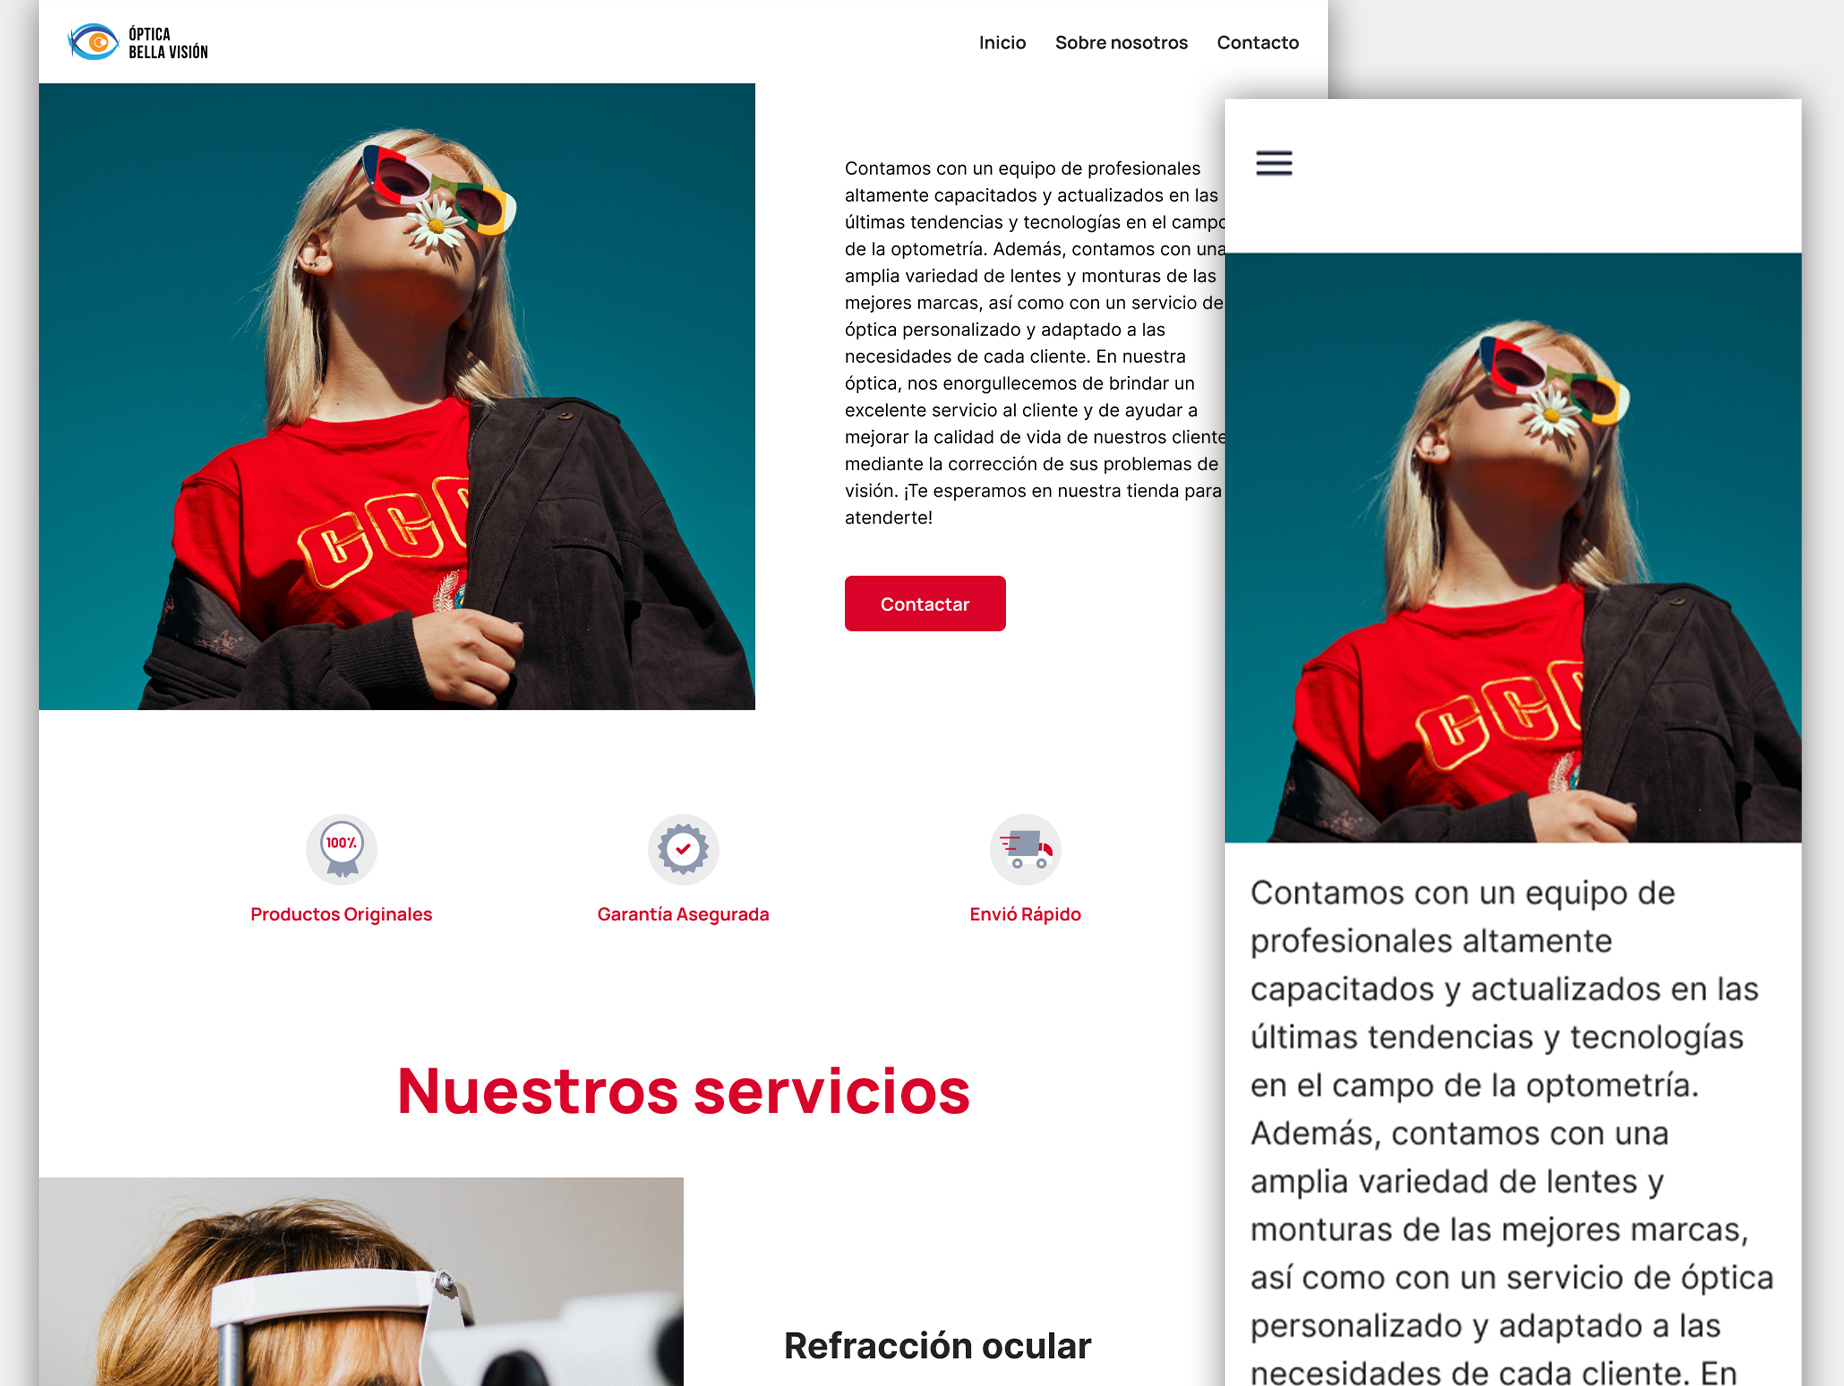 ÓPTICA
BELLA VISIÓN
Inicio Sobre nosotros Contacto
Contamos con un equipo de profesionales
altamente capacitados y actualizados en las
últimas tendencias y tecnologías en el campo
de la optometría. Además, contamos con una
amplia variedad de lentes y monturas de las
mejores marcas, así como con un servicio de
óptica personalizado y adaptado a las
necesidades de cada cliente. En nuestra
óptica, nos enorgullecemos de brindar un
excelente servicio al cliente y de ayudar a
mejorar la calidad de vida de nuestros cliente
mediante la corrección de sus problemas de
visión. ¡Te esperamos en nuestra tienda para
atenderte!
Contactar
100%
Productos Originales
Garantía Asegurada
Envió Rápido
Nuestros servicios
Refracción ocular
Contamos con un equipo de
profesionales altamente
capacitados y actualizados en las
últimas tendencias y tecnologías
en el campo de la optometría.
Además, contamos con una
amplia variedad de lentes y
monturas de las mejores marcas,
así como con un servicio de óptica
personalizado y adaptado a las
necesidades de cada cliente. En